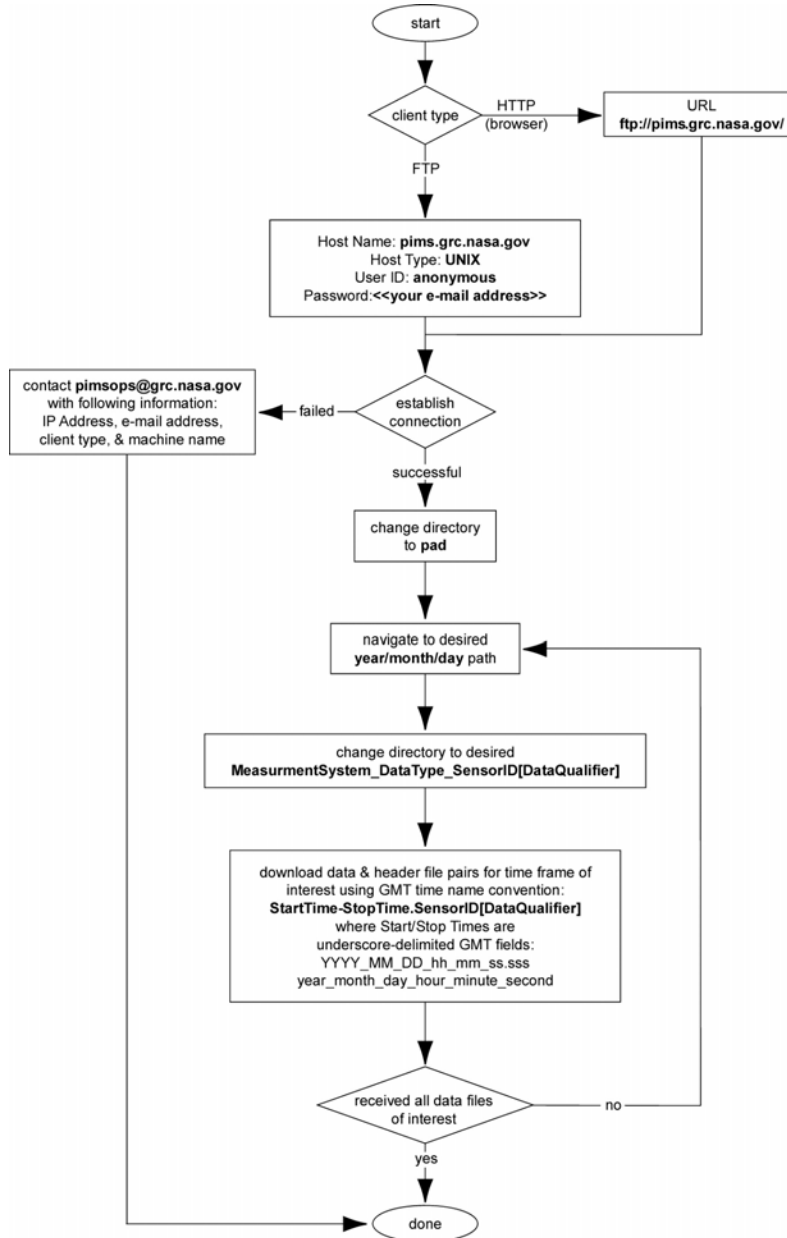 start
client type
HTTP
(browser)
URL
ftp://pims.grc.nasa.gov/
FTP
Host Name: pims.grc.nasa.gov
Host Type: UNIX
User ID: anonymous
Password:<<your e-mail address>>
contact pimsops@grc.nasa.gov
with following information:
IP Address, e-mail address,
client type, & machine name
failed
establish
connection
successful
change directory
to pad
navigate to desired
year/month/day path
change directory to desired
MeasurmentSystem_DataType_SensorID[DataQualifier]
download data & header file pairs for time frame of
interest using GMT time name convention:
StartTime-StopTime.SensorID[DataQualifier]
where Start/Stop Times are
underscore-delimited GMT fields:
YYYY_MM_DD_hh_mm_ss.sss
year_month_day_hour_minute_second
received all data files
of interest
no
yes
done